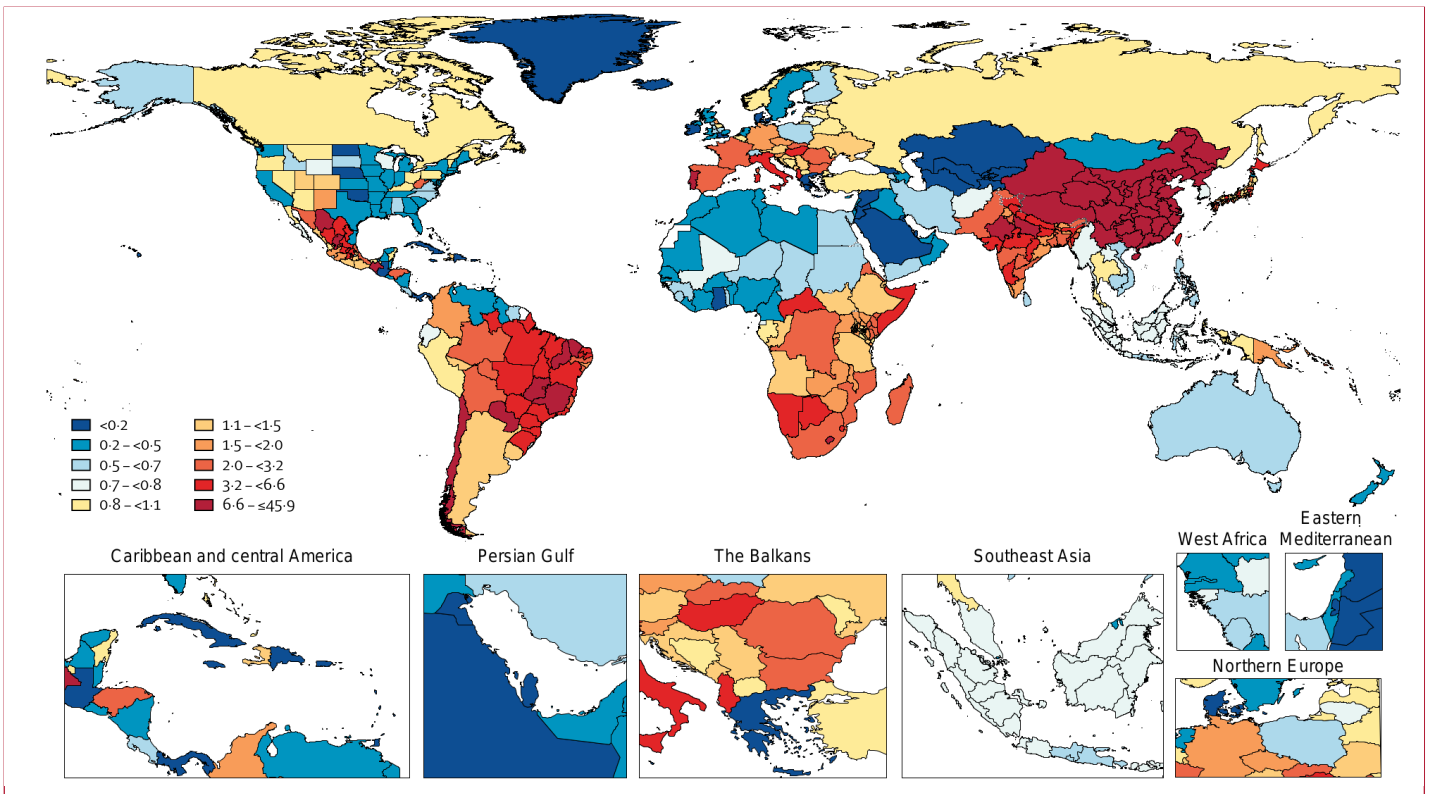 <0·2
0·2 – <0·5
0·5 – <0·7
0·7 – <0·8
0·8 – <1·1
1·1 – <1·5
1·5 – <2·0
2·0 – <3·2
3·2 – <6·6
6·6 – ≤45·9
Caribbean and central America
Persian Gulf
The Balkans
Southeast Asia
West Africa
Eastern
Mediterranean
Northern Europe